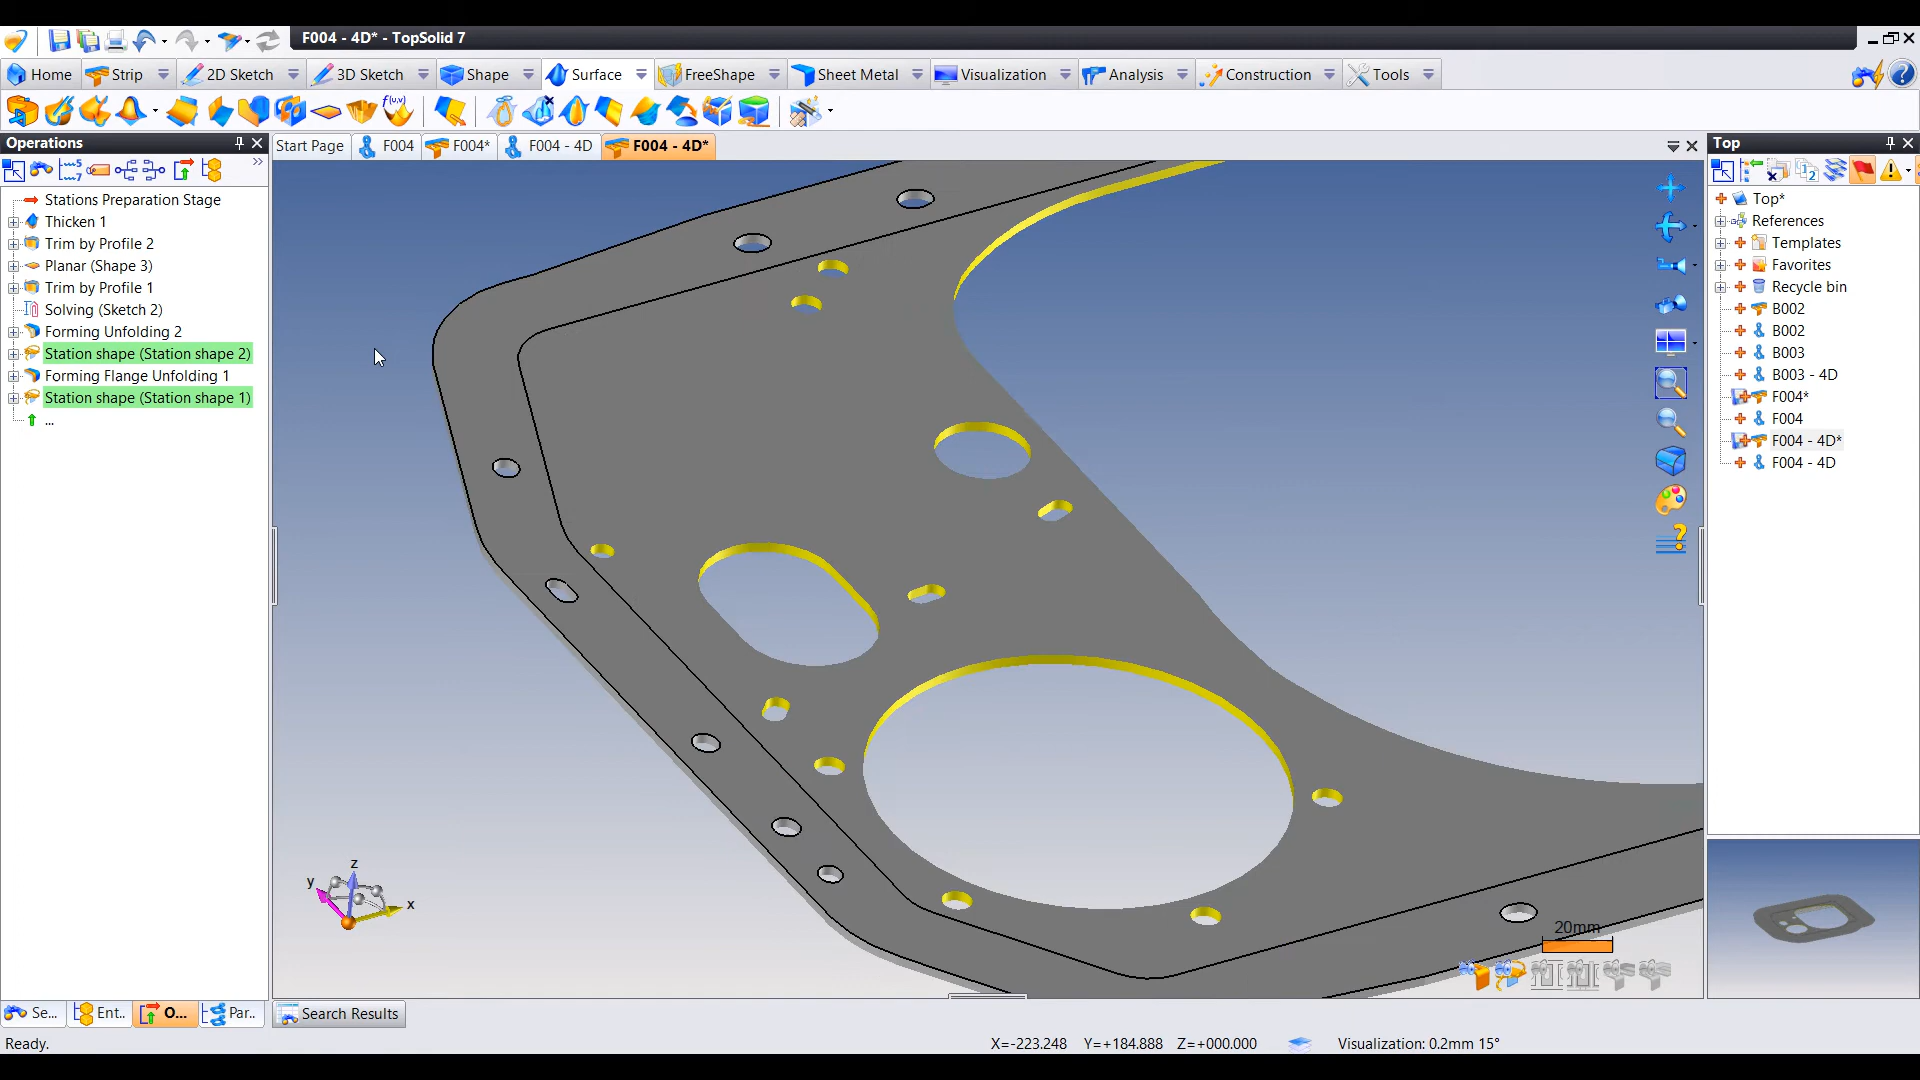 F004 - 4D* - TopSolid 7
Home Strip 2D Sketch 3D Sketch Shape Surface FreeShape Sheet Metal Visualization Analysis Construction Tools
f(u,v)
Operations
Start Page F004 F004* F004 - 4D F004 - 4D*
Top
Stations Preparation Stage
Thicken 1
Trim by Profile 2
Planar (Shape 3)
Trim by Profile 1
Solving (Sketch 2)
Forming Unfolding 2
Station shape (Station shape 2)
Forming Flange Unfolding 1
Station shape (Station shape 1)
...
Top*
References
Templates
Favorites
Recycle bin
B002
B002
B003
B003 - 4D
F004*
F004
F004 - 4D*
F004 - 4D
z
y
x
20mm
Se... Ent.. O... Par..
Search Results
Ready.
X=-223.248 Y=+184.888 Z=+000.000 Visualization: 0.2mm 15°